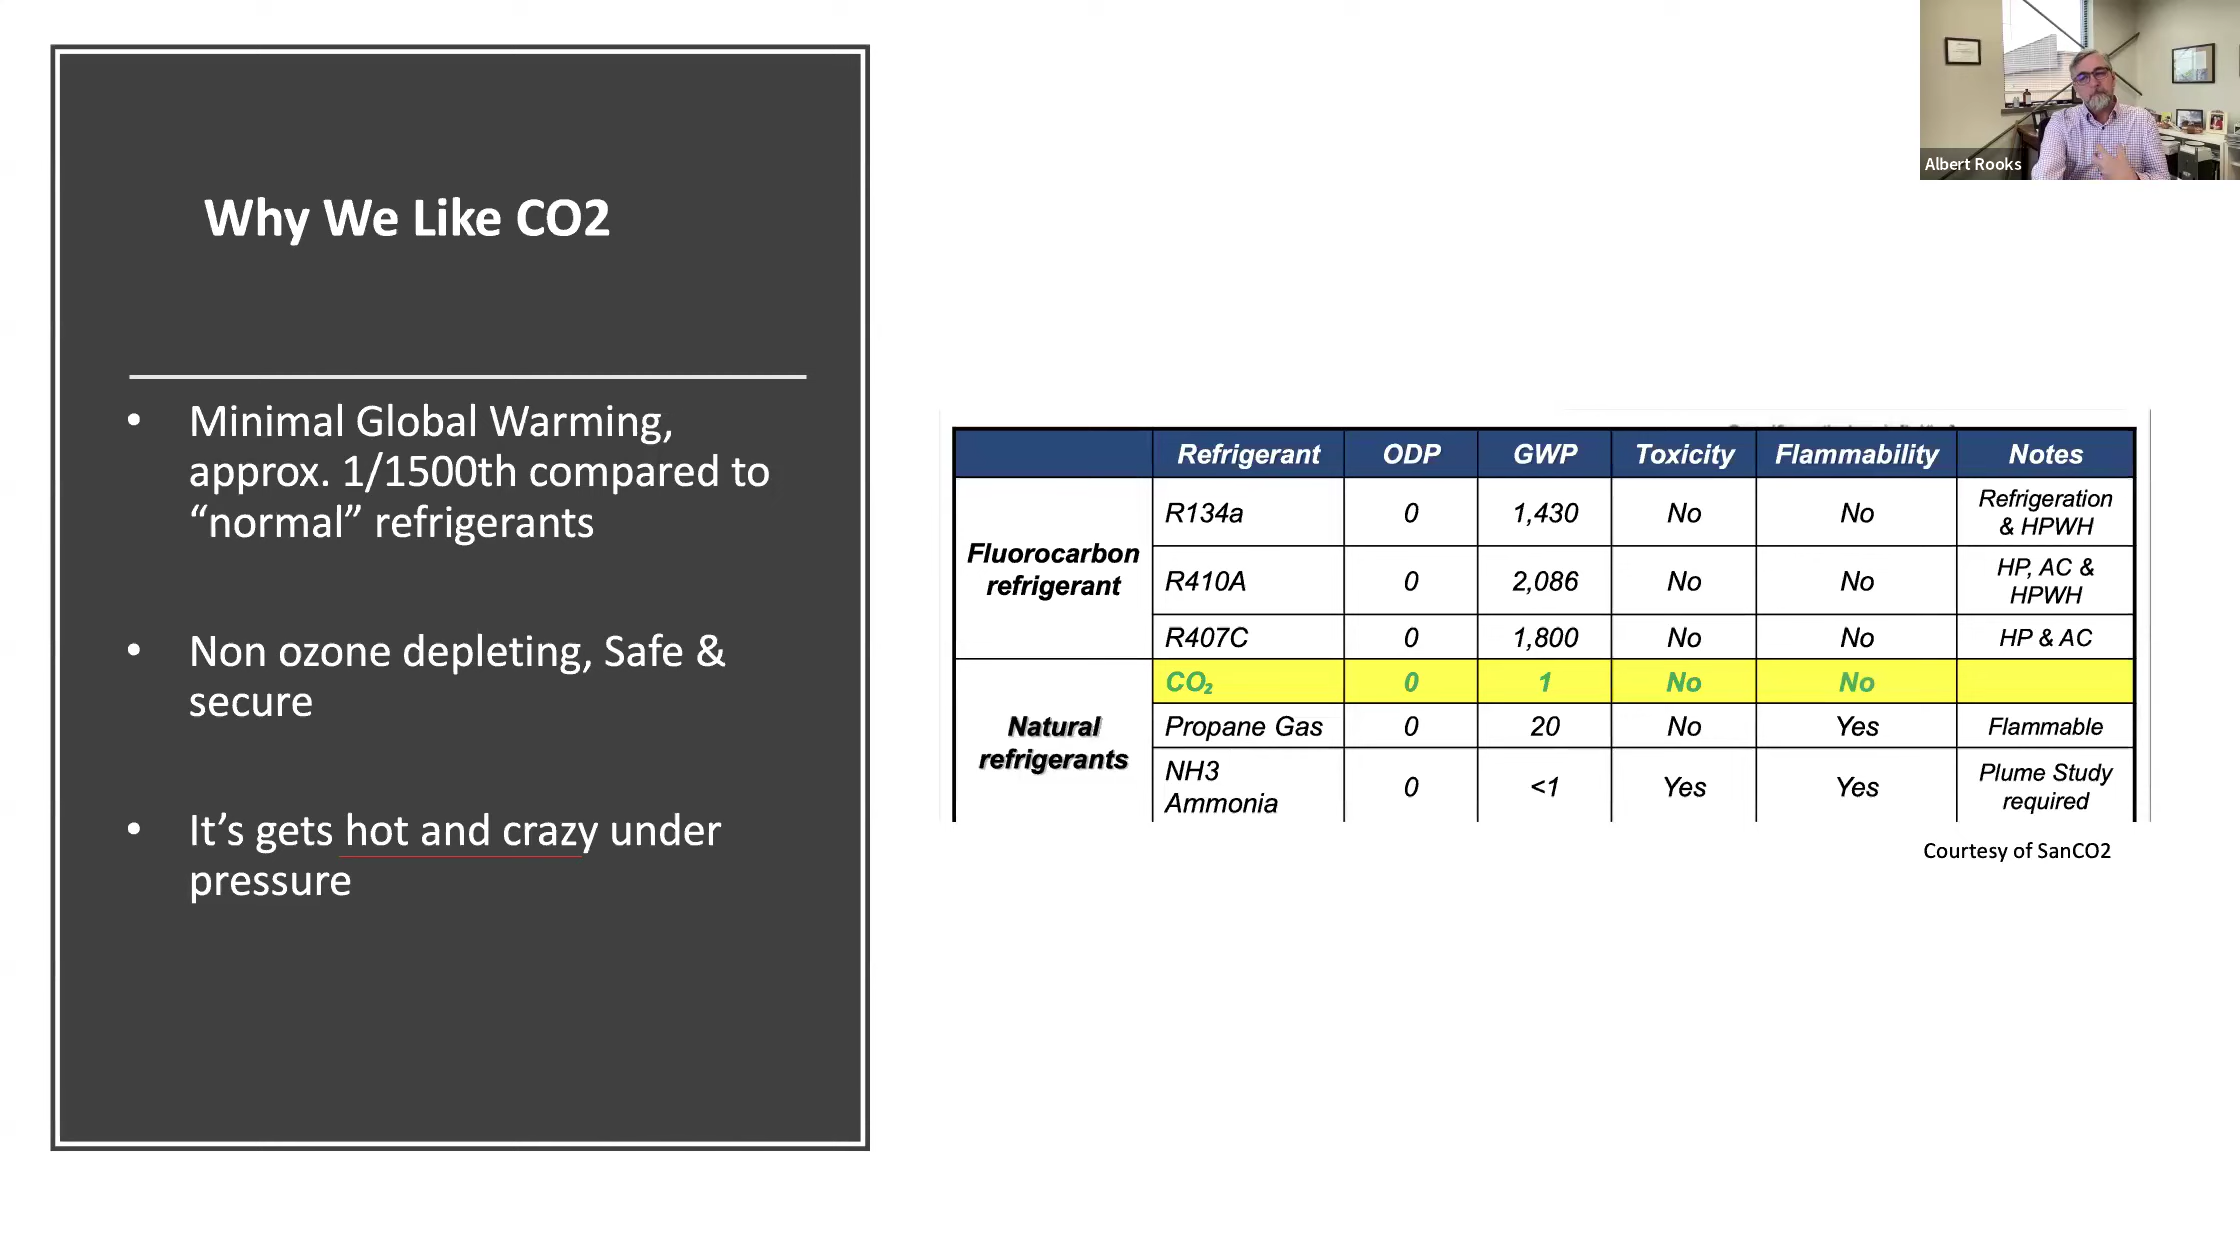 Albert Rooks
Why We Like CO2
• Minimal Global Warming,
approx. 1/1500th compared to
“normal” refrigerants
• Non ozone depleting, Safe &
secure
• It’s gets hot and crazy under
pressure
Refrigerant ODP GWP Toxicity Flammability Notes
Fluorocarbon
refrigerant
R134a 0 1,430 No No Refrigeration
& HPWH
R410A 0 2,086 No No HP, AC &
HPWH
R407C 0 1,800 No No HP & AC
Natural
refrigerants
CO₂ 0 1 No No
Propane Gas 0 20 No Yes Flammable
NH3
Ammonia 0 <1 Yes Yes Plume Study
required
Courtesy of SanCO2